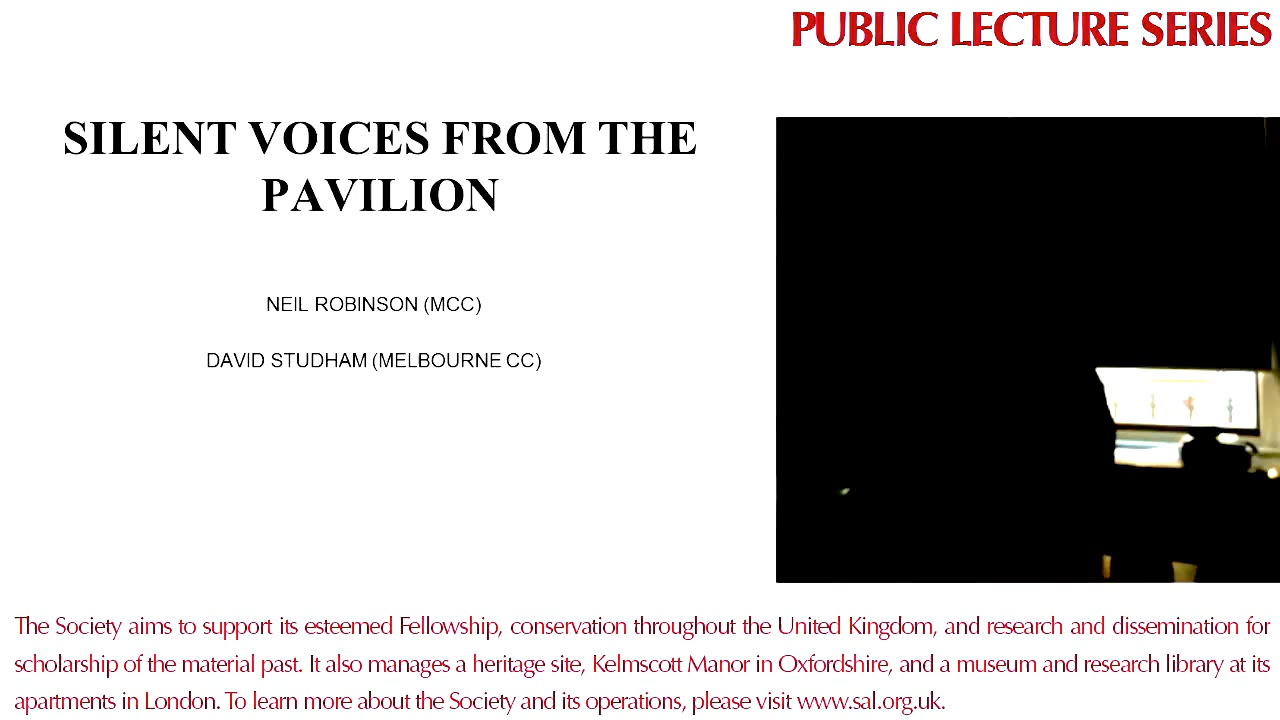 PUBLIC LECTURE SERIES
SILENT VOICES FROM THE
PAVILION
NEIL ROBINSON (MCC)
DAVID STUDHAM (MELBOURNE CC)
The Society aims to support its esteemed Fellowship, conservation throughout the United Kingdom, and research and dissemination for
scholarship of the material past. It also manages a heritage site, Kelmscott Manor in Oxfordshire, and a museum and research library at its
apartments in London. To learn more about the Society and its operations, please visit www.sal.org.uk.